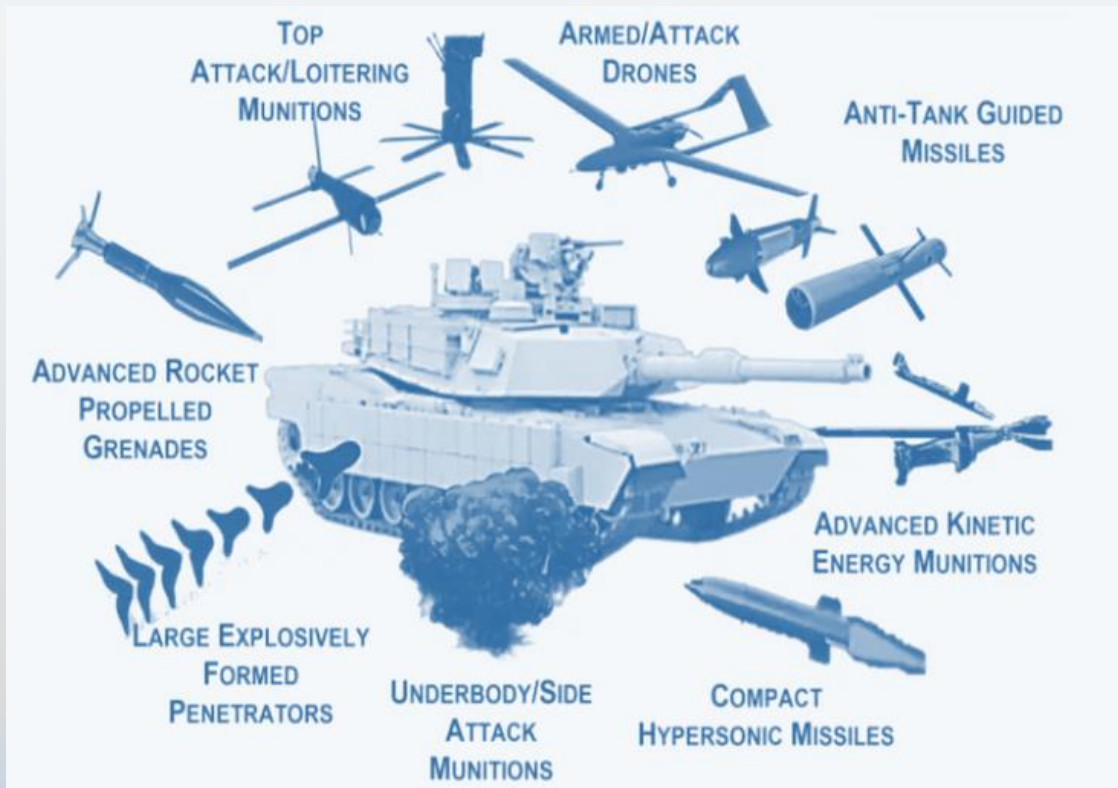 TOP
ATTACK/LOITERING
MUNITIONS
ARMED/ATTACK
DRONES
ANTI-TANK GUIDED
MISSILES
ADVANCED ROCKET
PROPELLED
GRENADES
ADVANCED KINETIC
ENERGY MUNITIONS
LARGE EXPLOSIVELY
FORMED
PENETRATORS
UNDERBODY/SIDE
ATTACK
MUNITIONS
COMPACT
HYPERSONIC MISSILES